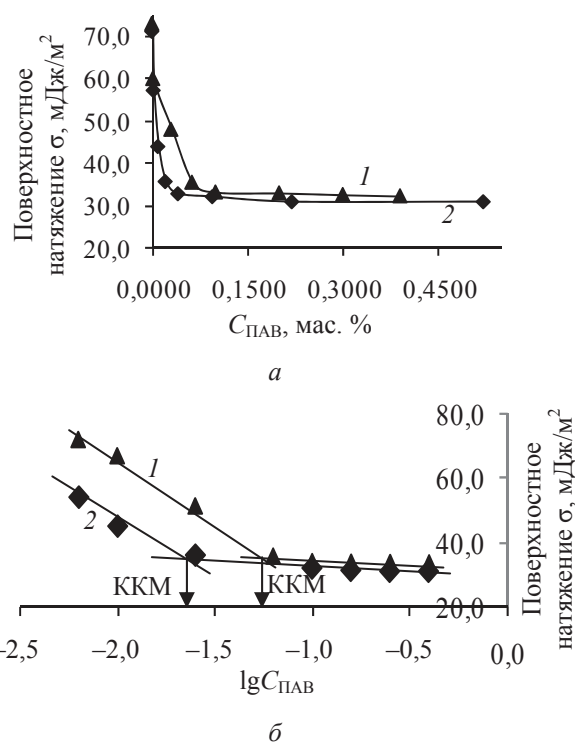 Поверхностное
натяжение σ, мДж/м²
70,0
60,0
50,0
40,0
30,0
20,0
1
2
0,0000 0,1500 0,3000 0,4500
C_ПАВ, мас. %
а
80,0
60,0
40,0
20,0
Поверхностное
натяжение σ, мДж/м²
1
2
ККМ
ККМ
–2,5 –2,0 –1,5 –1,0 –0,5 0,0
lgC_ПАВ
б